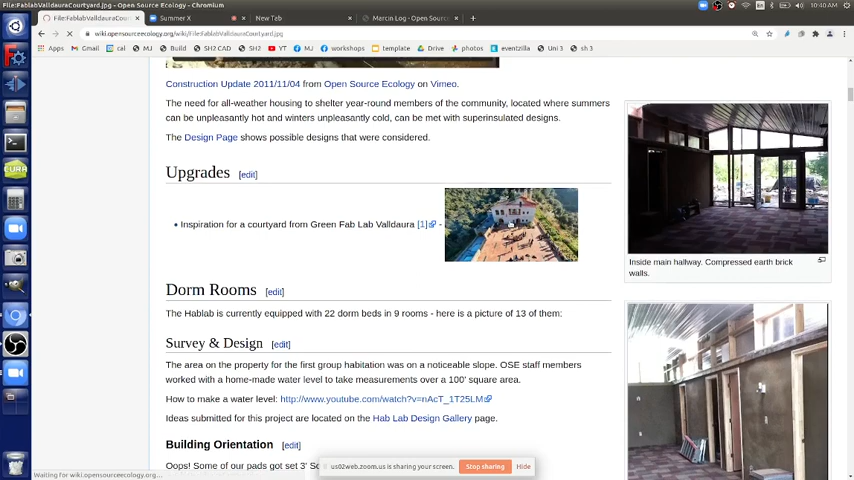 File:FablabValldauraCourtyard.jpg - Open Source Ecology - Chromium
10:40 AM
File:FablabValldauraCourt
Summer X
New Tab
Marcin Log - Open Sourc
wiki.opensourceecology.org/wiki/File:FablabValldauraCourtyard.jpg
Apps
Gmail
cal
MJ
Build
SH2 CAD
SH2
YT
MJ
workshops
template
Drive
photos
eventzilla
Uni 3
sh 3
Construction Update 2011/11/04 from Open Source Ecology on Vimeo.
The need for all-weather housing to shelter year-round members of the community, located where summers
can be unpleasantly hot and winters unpleasantly cold, can be met with superinsulated designs.
The Design Page shows possible designs that were considered.
Upgrades [edit]
• Inspiration for a courtyard from Green Fab Lab Valldaura [1] -
Inside main hallway. Compressed earth brick
walls.
Dorm Rooms [edit]
The Hablab is currently equipped with 22 dorm beds in 9 rooms - here is a picture of 13 of them:
Survey & Design [edit]
The area on the property for the first group habitation was on a noticeable slope. OSE staff members
worked with a home-made water level to take measurements over a 100' square area.
How to make a water level: http://www.youtube.com/watch?v=nAcT_1T25LM
Ideas submitted for this project are located on the Hab Lab Design Gallery page.
Building Orientation [edit]
Oops! Some of our pads got set 3' So
us02web.zoom.us is sharing your screen.
Stop sharing
Hide
Waiting for wiki.opensourceecology.org...
CURA